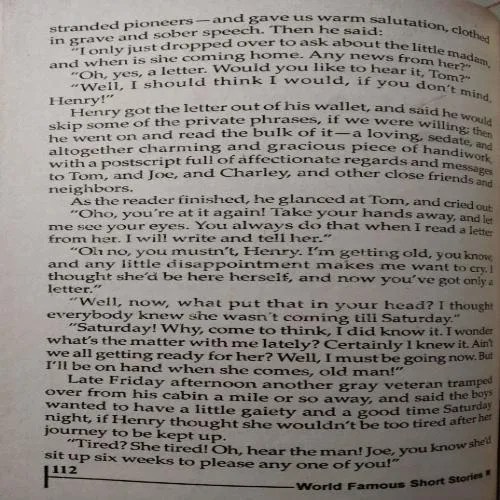 stranded pioneers—and gave us warm salutation, clothed
in grave and sober speech. Then he said:
"I only just dropped over to ask about the little madam,
and when is she coming home. Any news from her?"
"Oh, yes, a letter. Would you like to hear it, Tom?"
"Well, I should think I would, if you don't mind,
Henry!"
Henry got the letter out of his wallet, and said he would
skip some of the private phrases, if we were willing; then
he went on and read the bulk of it—a loving, sedate, and
altogether charming and gracious piece of handiwork,
with a postscript full of affectionate regards and messages
to Tom, and Joe, and Charley, and other close friends and
neighbors.
As the reader finished, he glanced at Tom, and cried out:
"Oho, you're at it again! Take your hands away, and let
me see your eyes. You always do that when I read a letter
from her. I will write and tell her."
"Oh no, you mustn't, Henry. I'm getting old, you know,
and any little disappointment makes me want to cry. I
thought she'd be here herself, and now you've got only a
letter."
"Well, now, what put that in your head? I thought
everybody knew she wasn't coming till Saturday."
"Saturday! Why, come to think, I did know it. I wonder
what's the matter with me lately? Certainly I knew it. Ain't
we all getting ready for her? Well, I must be going now. But
I'll be on hand when she comes, old man!"
Late Friday afternoon another gray veteran tramped
over from his cabin a mile or so away, and said the boys
wanted to have a little gaiety and a good time Saturday
night, if Henry thought she wouldn't be too tired after her
journey to be kept up.
"Tired? She tired! Oh, hear the man! Joe, you know she'd
sit up six weeks to please any one of you!"
112
World Famous Short Stories